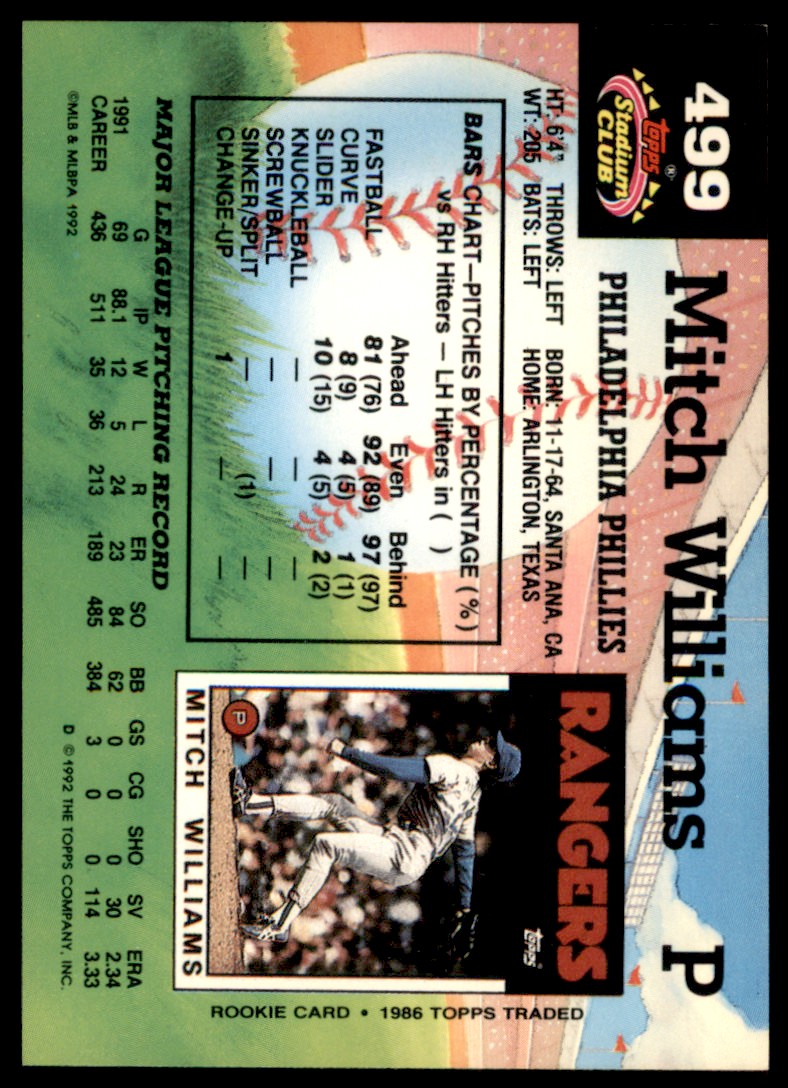 499
Topps®
Stadium
CLUB
Mitch Williams P
PHILADELPHIA PHILLIES
HT: 6'4" THROWS: LEFT BORN: 11-17-64, SANTA ANA, CA
WT: 205 BATS: LEFT HOME: ARLINGTON, TEXAS
BARS CHART—PITCHES BY PERCENTAGE (%)
vs RH Hitters — LH Hitters in ( )
Ahead Even Behind
FASTBALL 81 (76) 92 (89) 97 (97)
CURVE 8 (9) 4 (5) 1 (1)
SLIDER 10 (15) 4 (5) 2 (2)
KNUCKLEBALL — — —
SCREWBALL — — —
SINKER/SPLIT — (1) —
CHANGE-UP 1 — —
RANGERS
Topps
P
MITCH WILLIAMS
ROOKIE CARD • 1986 TOPPS TRADED
MAJOR LEAGUE PITCHING RECORD
G IP W L R ER SO BB GS CG SHO SV ERA
1991 69 88.1 12 5 24 23 84 62 0 0 0 30 2.34
CAREER 436 511 35 36 213 189 485 384 3 0 0 114 3.33
©MLB & MLBPA 1992
D © 1992 THE TOPPS COMPANY, INC.